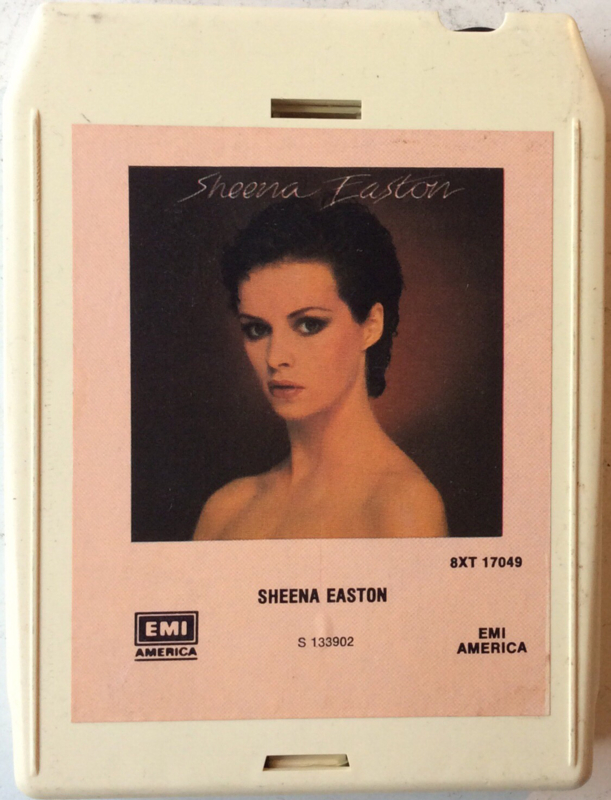 Sheena Easton
8XT 17049
SHEENA EASTON
EMI
AMERICA
S 133902
EMI
AMERICA